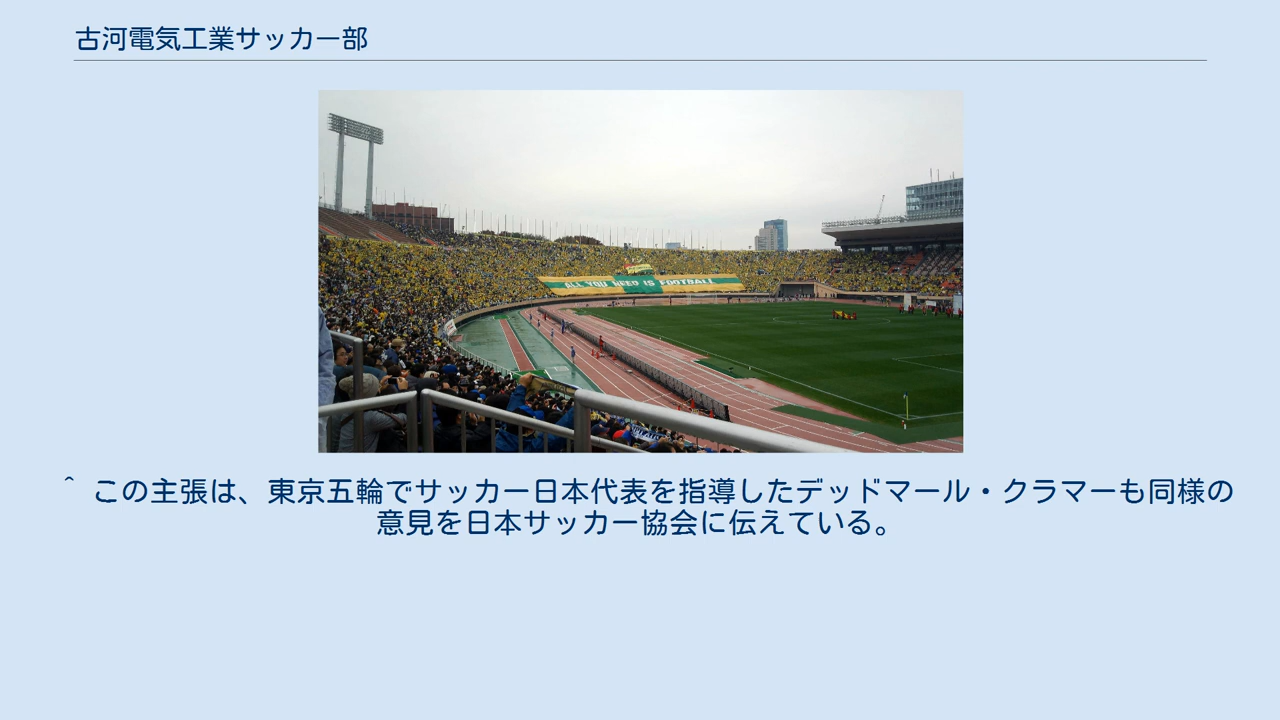 古河電気工業サッカー部
ALL YOU NEED IS FOOTBALL
^ この主張は、東京五輪でサッカー日本代表を指導したデッドマール・クラマーも同様の
意見を日本サッカー協会に伝えている。